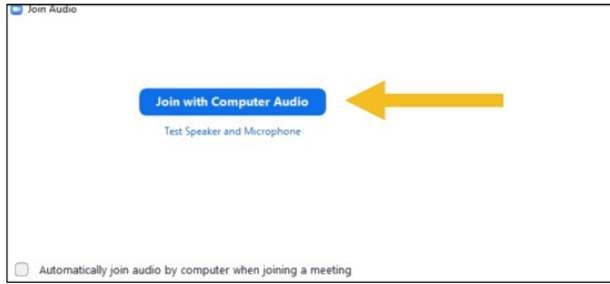 Join Audio
Join with Computer Audio
Test Speaker and Microphone
Automatically join audio by computer when joining a meeting